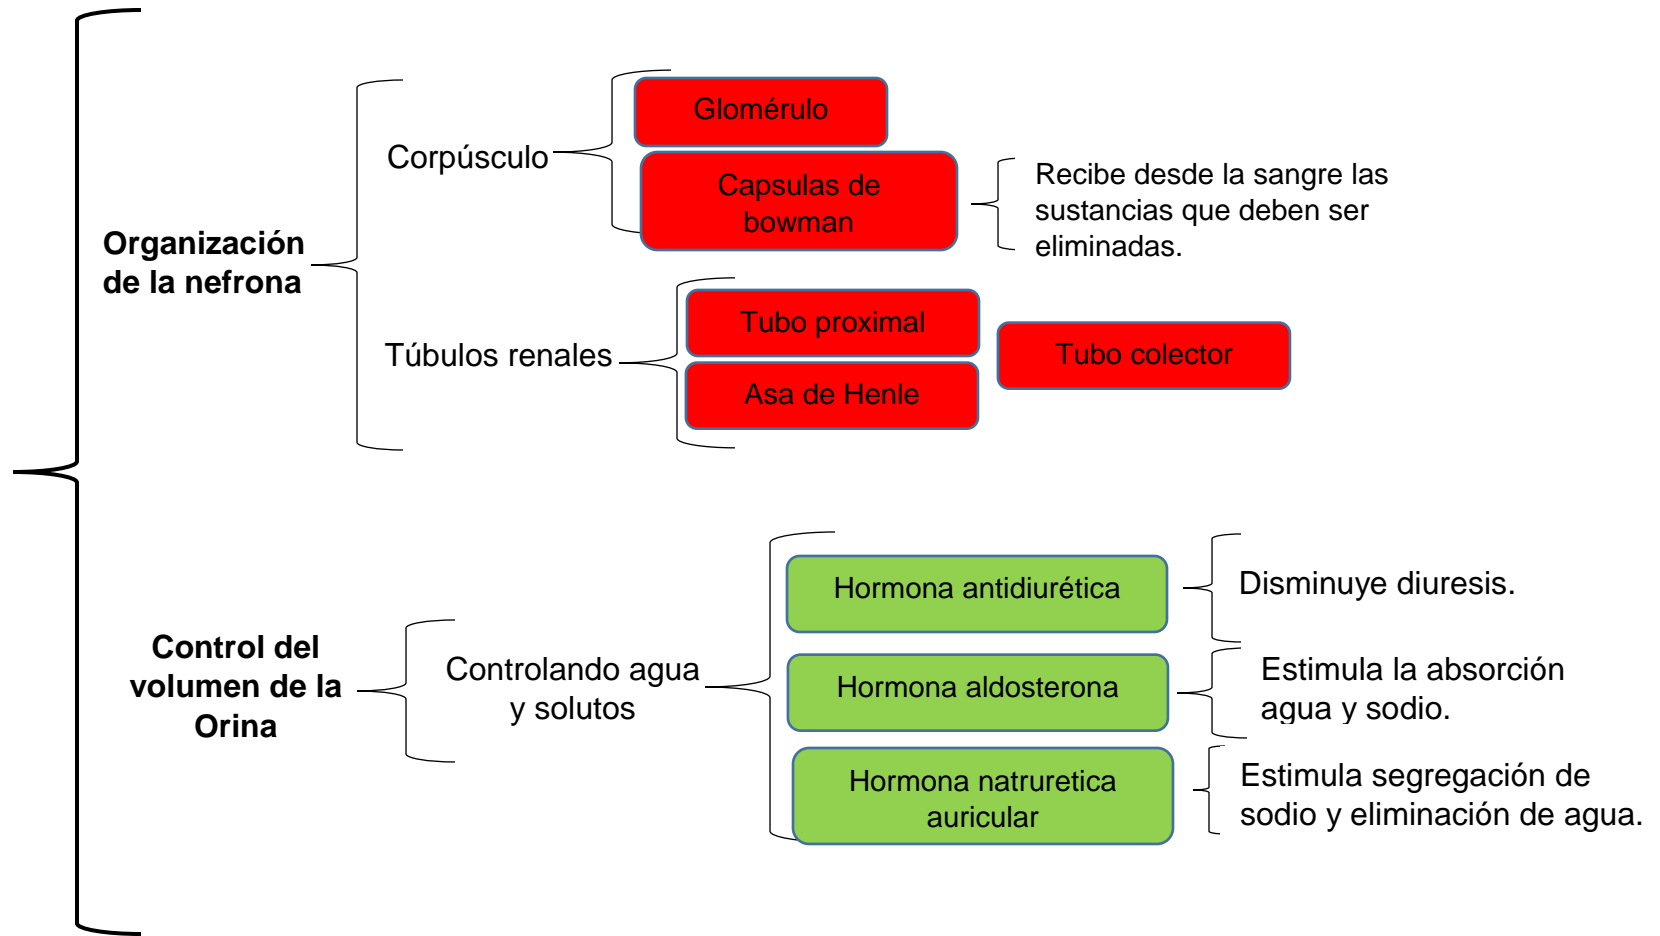 Organización
de la nefrona
Corpúsculo
Glomérulo
Capsulas de
bowman
Recibe desde la sangre las
sustancias que deben ser
eliminadas.
Túbulos renales
Tubo proximal
Asa de Henle
Tubo colector
Control del
volumen de la
Orina
Controlando agua
y solutos
Hormona antidiurética
Disminuye diuresis.
Hormona aldosterona
Estimula la absorción
agua y sodio.
Hormona natruretica
auricular
Estimula segregación de
sodio y eliminación de agua.